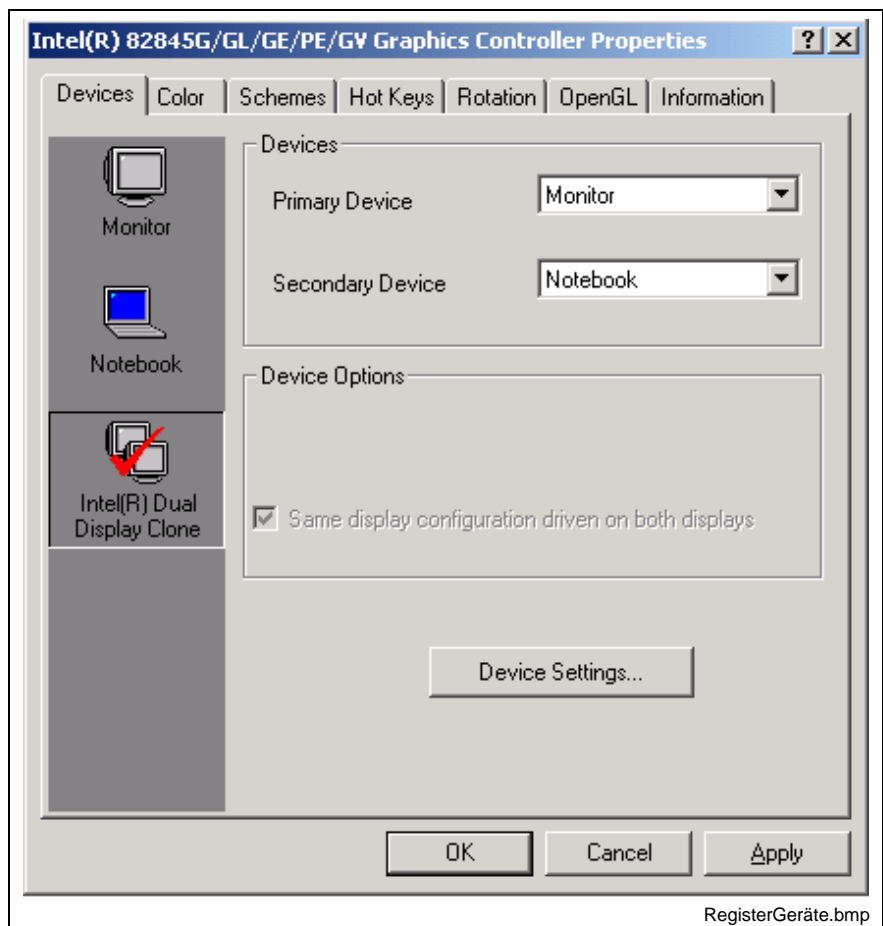 Intel(R) 82845G/GL/GE/PE/GV Graphics Controller Properties
Devices Color Schemes Hot Keys Rotation OpenGL Information
Monitor
Notebook
Intel(R) Dual
Display Clone
Devices
Primary Device Monitor
Secondary Device Notebook
Device Options
Same display configuration driven on both displays
Device Settings...
OK Cancel Apply
RegisterGeräte.bmp